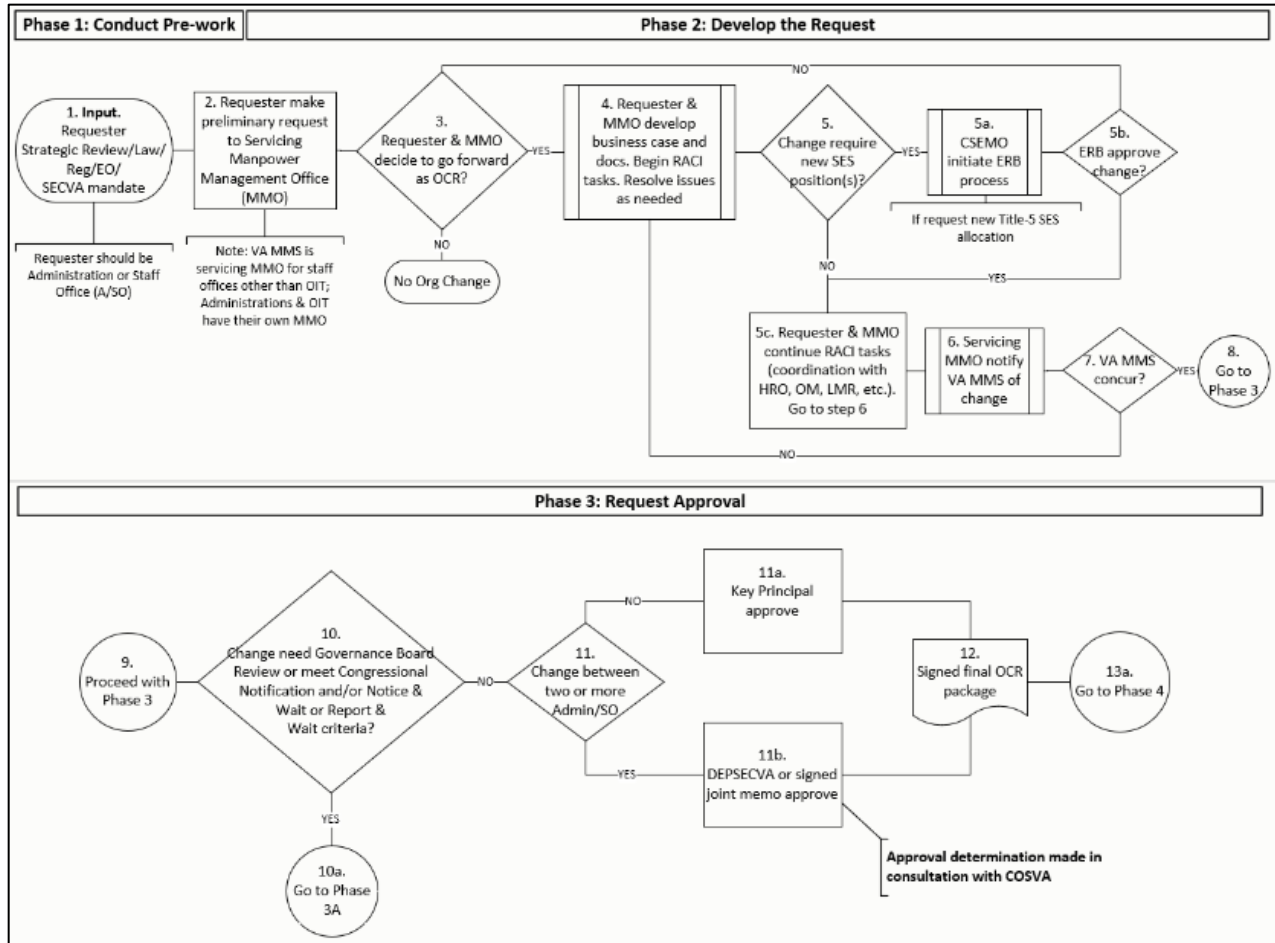 Phase 1: Conduct Pre-work
Phase 2: Develop the Request
1. Input.
Requester
Strategic Review/Law/
Reg/EO/
SECVA mandate
Requester should be
Administration or Staff
Office (A/SO)
2. Requester make
preliminary request
to Servicing
Manpower
Management Office
(MMO)
Note: VA MMS is
servicing MMO for staff
offices other than OIT;
Administrations & OIT
have their own MMO
3.
Requester & MMO
decide to go forward
as OCR?
YES
NO
No Org Change
4. Requester &
MMO develop
business case and
docs. Begin RACI
tasks. Resolve issues
as needed
5.
Change require
new SES
position(s)?
YES
NO
5a.
CSEMO
initiate ERB
process
If request new Title-5 SES
allocation
5b.
ERB approve
change?
NO
YES
5c. Requester & MMO
continue RACI tasks
(coordination with
HRO, OM, LMR, etc.).
Go to step 6
6. Servicing
MMO notify
VA MMS of
change
7. VA MMS
concur?
YES
NO
8.
Go to
Phase 3
Phase 3: Request Approval
9.
Proceed with
Phase 3
10.
Change need Governance Board
Review or meet Congressional
Notification and/or Notice &
Wait or Report &
Wait criteria?
NO
YES
10a.
Go to Phase
3A
11.
Change between
two or more
Admin/SO
NO
YES
11a.
Key Principal
approve
11b.
DEPSECVA or signed
joint memo approve
Approval determination made in
consultation with COSVA
12.
Signed final OCR
package
13a.
Go to Phase 4